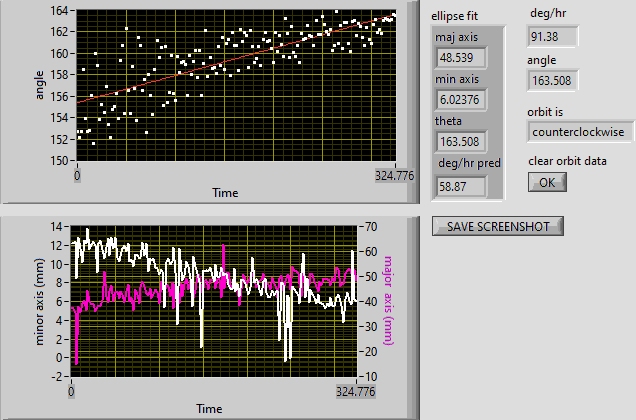 164
162
160
158
156
154
152
150
angle
0
324.776
Time
ellipse fit
maj axis
48.539
min axis
6.02376
theta
163.508
deg/hr pred
58.87
deg/hr
91.38
angle
163.508
orbit is
counterclockwise
clear orbit data
OK
SAVE SCREENSHOT
14
12
10
8
6
4
2
0
-2
minor axis (mm)
70
60
50
40
30
20
10
major axis (mm)
0
324.776
Time